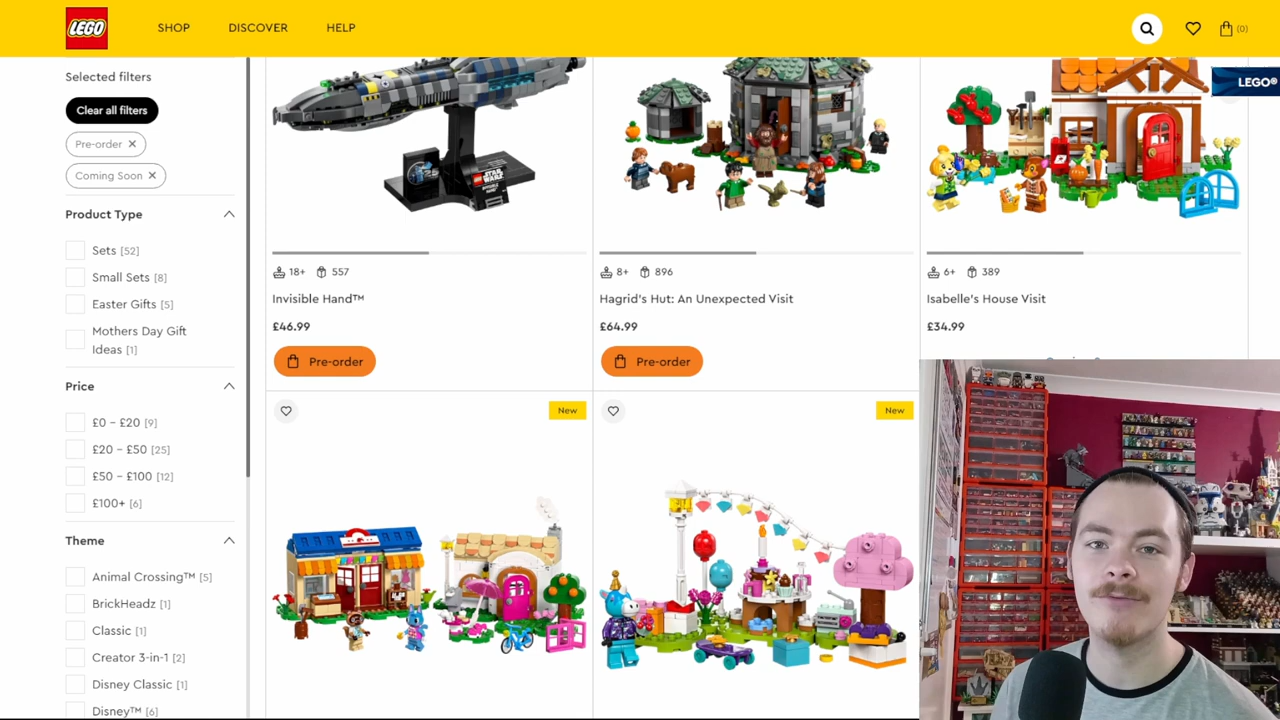 LEGO
SHOP
DISCOVER
HELP
(0)
Selected filters
Clear all filters
Pre-order
Coming Soon
Product Type
Sets [52]
Small Sets [8]
Easter Gifts [5]
Mothers Day Gift
Ideas [1]
Price
£0 – £20 [9]
£20 – £50 [25]
£50 – £100 [12]
£100+ [6]
Theme
Animal Crossing™ [5]
BrickHeadz [1]
Classic [1]
Creator 3-in-1 [2]
Disney Classic [1]
Disney™ [6]
LEGO®
STAR WARS
INVISIBLE HAND
18+ 557
Invisible Hand™
£46.99
Pre-order
8+ 896
Hagrid's Hut: An Unexpected Visit
£64.99
Pre-order
6+ 389
Isabelle's House Visit
£34.99
New
New